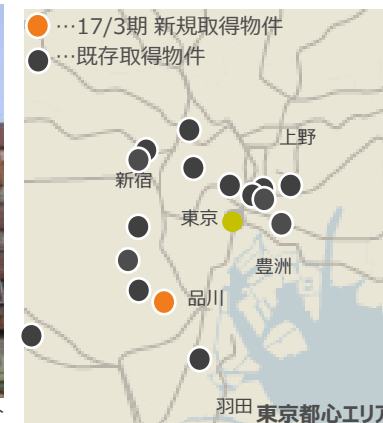 …17/3期 新規取得物件
…既存取得物件
上野
新宿
東京
豊洲
品川
羽田
東京都心エリア